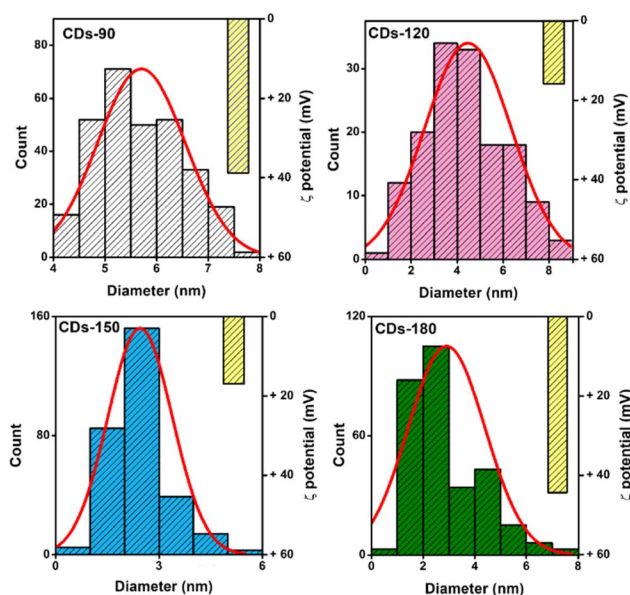 CDs-90
Count
80
60
40
20
0
4 5 6 7 8
Diameter (nm)
0
+ 20
+ 40
+ 60
ζ potential (mV)
CDs-120
Count
30
20
10
0
0 2 4 6 8
Diameter (nm)
0
+ 20
+ 40
+ 60
ζ potential (mV)
CDs-150
Count
160
80
0
0 3 6
Diameter (nm)
0
+ 20
+ 40
+ 60
ζ potential (mV)
CDs-180
Count
120
60
0
0 2 4 6 8
Diameter (nm)
0
+ 20
+ 40
+ 60
ζ potential (mV)